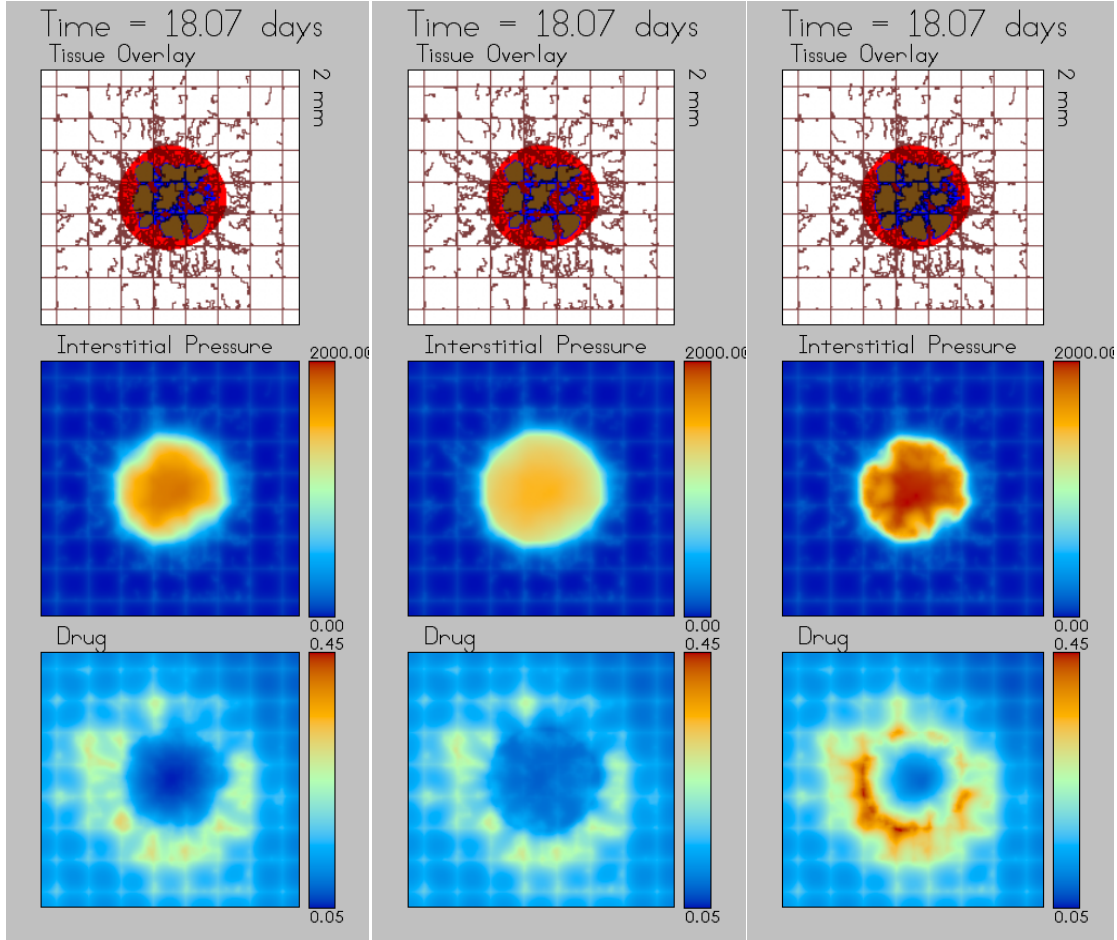 Time = 18.07 days
Tissue Overlay
2 mm
Interstitial Pressure
2000.00
0.00
Drug
0.45
0.05
Time = 18.07 days
Tissue Overlay
2 mm
Interstitial Pressure
2000.00
0.00
Drug
0.45
0.05
Time = 18.07 days
Tissue Overlay
2 mm
Interstitial Pressure
2000.00
0.00
Drug
0.45
0.05